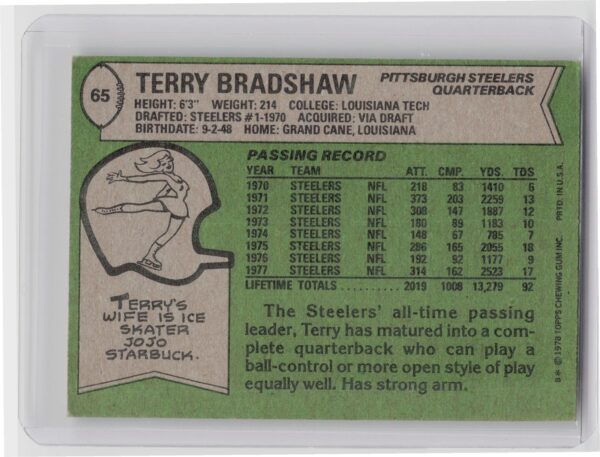 65
TERRY BRADSHAW
PITTSBURGH STEELERS
QUARTERBACK
HEIGHT: 6'3" WEIGHT: 214 COLLEGE: LOUISIANA TECH
DRAFTED: STEELERS #1-1970 ACQUIRED: VIA DRAFT
BIRTHDATE: 9-2-48 HOME: GRAND CANE, LOUISIANA
PASSING RECORD
YEAR TEAM ATT. CMP. YDS. TDS
1970 STEELERS NFL 218 83 1410 6
1971 STEELERS NFL 373 203 2259 13
1972 STEELERS NFL 308 147 1887 12
1973 STEELERS NFL 180 89 1183 10
1974 STEELERS NFL 148 67 785 7
1975 STEELERS NFL 286 165 2055 18
1976 STEELERS NFL 192 92 1177 9
1977 STEELERS NFL 314 162 2523 17
LIFETIME TOTALS 2019 1008 13,279 92
TERRY'S
WIFE IS ICE
SKATER
JOJO
STARBUCK.
The Steelers' all-time passing
leader, Terry has matured into a com-
plete quarterback who can play a
ball-control or more open style of play
equally well. Has strong arm.
B* © 1978 TOPPS CHEWING GUM INC. PRTD. IN U.S.A.